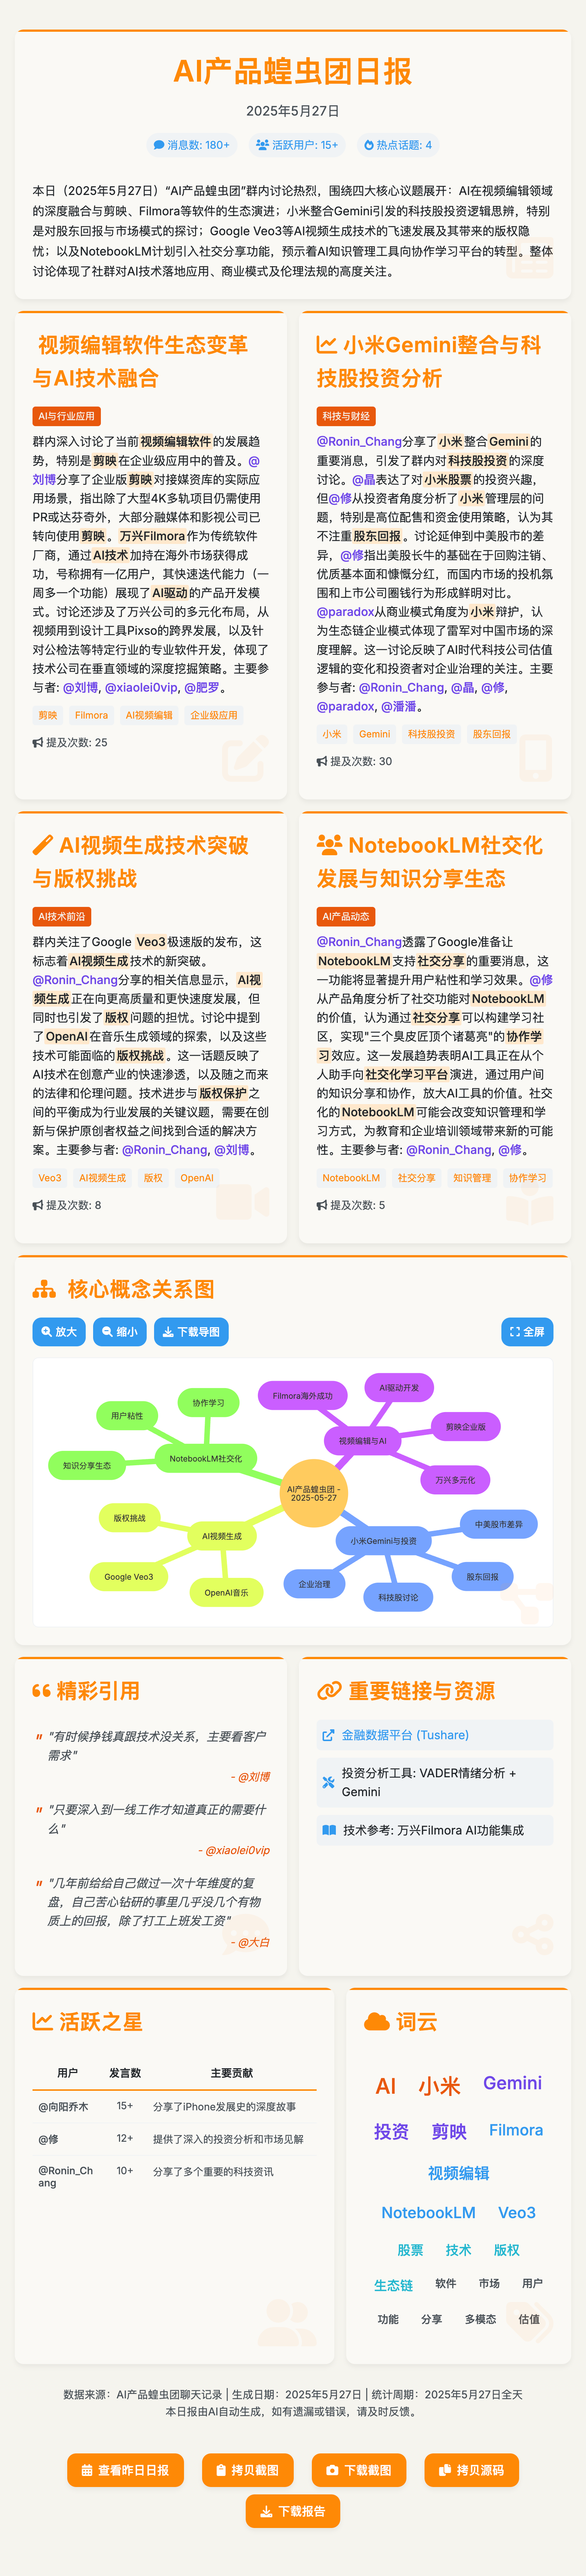 AI产品蝗虫团日报
2025年5月27日
消息数: 180+
活跃用户: 15+
热点话题: 4
本日（2025年5月27日）“AI产品蝗虫团”群内讨论热烈，围绕四大核心议题展开：AI在视频编辑领域
的深度融合与剪映、Filmora等软件的生态演进；小米整合Gemini引发的科技股投资逻辑思辨，特别
是对股东回报与市场模式的探讨；Google Veo3等AI视频生成技术的飞速发展及其带来的版权隐
忧；以及NotebookLM计划引入社交分享功能，预示着AI知识管理工具向协作学习平台的转型。整体
讨论体现了社群对AI技术落地应用、商业模式及伦理法规的高度关注。
视频编辑软件生态变革
与AI技术融合
AI与行业应用
群内深入讨论了当前视频编辑软件的发展趋
势，特别是剪映在企业级应用中的普及。@
刘博分享了企业版剪映对接媒资库的实际应
用场景，指出除了大型4K多轨项目仍需使用
PR或达芬奇外，大部分融媒体和影视公司已
转向使用剪映。万兴Filmora作为传统软件
厂商，通过AI技术加持在海外市场获得成
功，号称拥有一亿用户，其快速迭代能力（一
周多一个功能）展现了AI驱动的产品开发模
式。讨论还涉及了万兴公司的多元化布局，从
视频用到设计工具Pixso的跨界发展，以及针
对公检法等特定行业的专业软件开发，体现了
技术公司在垂直领域的深度挖掘策略。主要参
与者: @刘博, @xiaolei0vip, @肥罗。
剪映
Filmora
AI视频编辑
企业级应用
提及次数: 25
小米Gemini整合与科
技股投资分析
科技与财经
@Ronin_Chang分享了小米整合Gemini的
重要消息，引发了群内对科技股投资的深度
讨论。@晶表达了对小米股票的投资兴趣，
但@修从投资者角度分析了小米管理层的问
题，特别是高位配售和资金使用策略，认为其
不注重股东回报。讨论延伸到中美股市的差
异，@修指出美股长牛的基础在于回购注销、
优质基本面和慷慨分红，而国内市场的投机氛
围和上市公司圈钱行为形成鲜明对比。
@paradox从商业模式角度为小米辩护，认
为生态链企业模式体现了雷军对中国市场的深
度理解。这一讨论反映了AI时代科技公司估值
逻辑的变化和投资者对企业治理的关注。主要
参与者: @Ronin_Chang, @晶, @修,
@paradox, @潘潘。
小米
Gemini
科技股投资
股东回报
提及次数: 30
AI视频生成技术突破
与版权挑战
AI技术前沿
群内关注了Google Veo3极速版的发布，这
标志着AI视频生成技术的新突破。
@Ronin_Chang分享的相关信息显示，AI视
频生成正在向更高质量和更快速度发展，但
同时也引发了版权问题的担忧。讨论中提到
了OpenAI在音乐生成领域的探索，以及这些
技术可能面临的版权挑战。这一话题反映了
AI技术在创意产业的快速渗透，以及随之而来
的法律和伦理问题。技术进步与版权保护之
间的平衡成为行业发展的关键议题，需要在创
新与保护原创者权益之间找到合适的解决方
案。主要参与者: @Ronin_Chang, @刘博。
Veo3
AI视频生成
版权
OpenAI
提及次数: 8
NotebookLM社交化
发展与知识分享生态
AI产品动态
@Ronin_Chang透露了Google准备让
NotebookLM支持社交分享的重要消息，这
一功能将显著提升用户粘性和学习效果。@修
从产品角度分析了社交功能对NotebookLM
的价值，认为通过社交分享可以构建学习社
区，实现"三个臭皮匠顶个诸葛亮"的协作学
习效应。这一发展趋势表明AI工具正在从个
人助手向社交化学习平台演进，通过用户间
的知识分享和协作，放大AI工具的价值。社交
化的NotebookLM可能会改变知识管理和学
习方式，为教育和企业培训领域带来新的可能
性。主要参与者: @Ronin_Chang, @修。
NotebookLM
社交分享
知识管理
协作学习
提及次数: 5
核心概念关系图
放大
缩小
下载导图
全屏
协作学习
用户粘性
知识分享生态
NotebookLM社交化
Filmora海外成功
AI驱动开发
剪映企业版
视频编辑与AI
万兴多元化
AI产品蝗虫团 -
2025-05-27
版权挑战
AI视频生成
Google Veo3
OpenAI音乐
中美股市差异
小米Gemini与投资
股东回报
企业治理
科技股讨论
精彩引用
"有时候挣钱真跟技术没关系，主要看客户
需求"
- @刘博
"只要深入到一线工作才知道真正的需要什
么"
- @xiaolei0vip
"几年前给给自己做过一次十年维度的复
盘，自己苦心钻研的事里几乎没几个有物
质上的回报，除了打工上班发工资"
- @大白
重要链接与资源
金融数据平台 (Tushare)
投资分析工具: VADER情绪分析 +
Gemini
技术参考: 万兴Filmora AI功能集成
活跃之星
用户 发言数 主要贡献
@向阳乔木 15+ 分享了iPhone发展史的深度故事
@修 12+ 提供了深入的投资分析和市场见解
@Ronin_Ch 10+ 分享了多个重要的科技资讯
ang
词云
AI 小米 Gemini
投资 剪映 Filmora
视频编辑
NotebookLM Veo3
股票 技术 版权
生态链 软件 市场 用户
功能 分享 多模态 估值
数据来源：AI产品蝗虫团聊天记录 | 生成日期：2025年5月27日 | 统计周期：2025年5月27日全天
本日报由AI自动生成，如有遗漏或错误，请及时反馈。
查看昨日日报
拷贝截图
下载截图
拷贝源码
下载报告